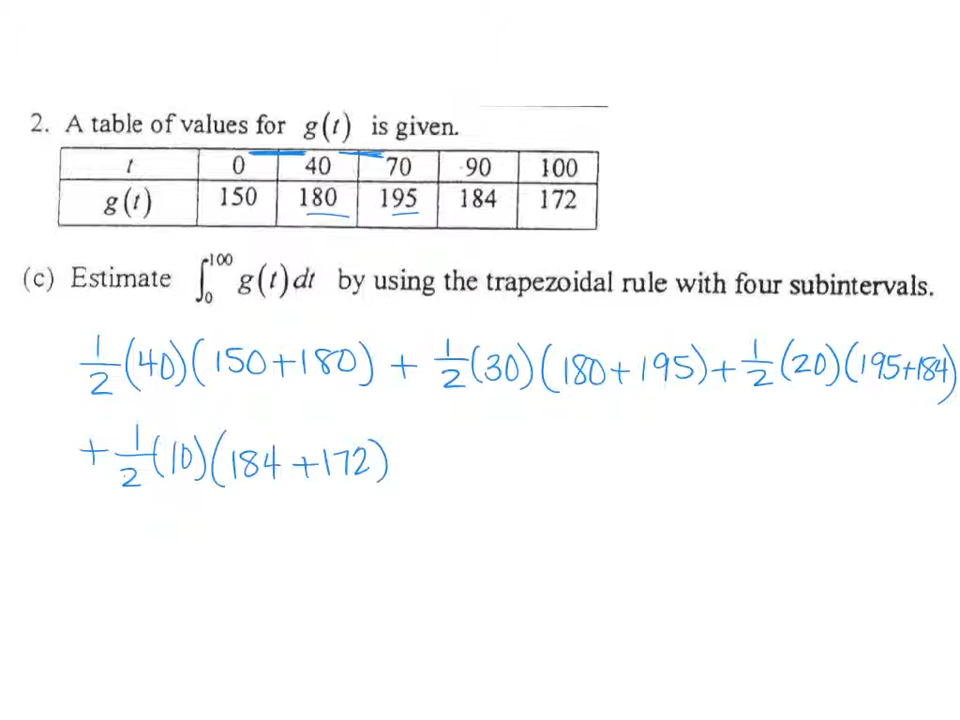 2. A table of values for g(t) is given.
t 0 40 70 90 100
g(t) 150 180 195 184 172
(c) Estimate ∫₀¹⁰⁰ g(t) dt by using the trapezoidal rule with four subintervals.
1/2 (40)(150+180) + 1/2 (30)(180+195) + 1/2 (20)(195+184)
+ 1/2 (10)(184+172)